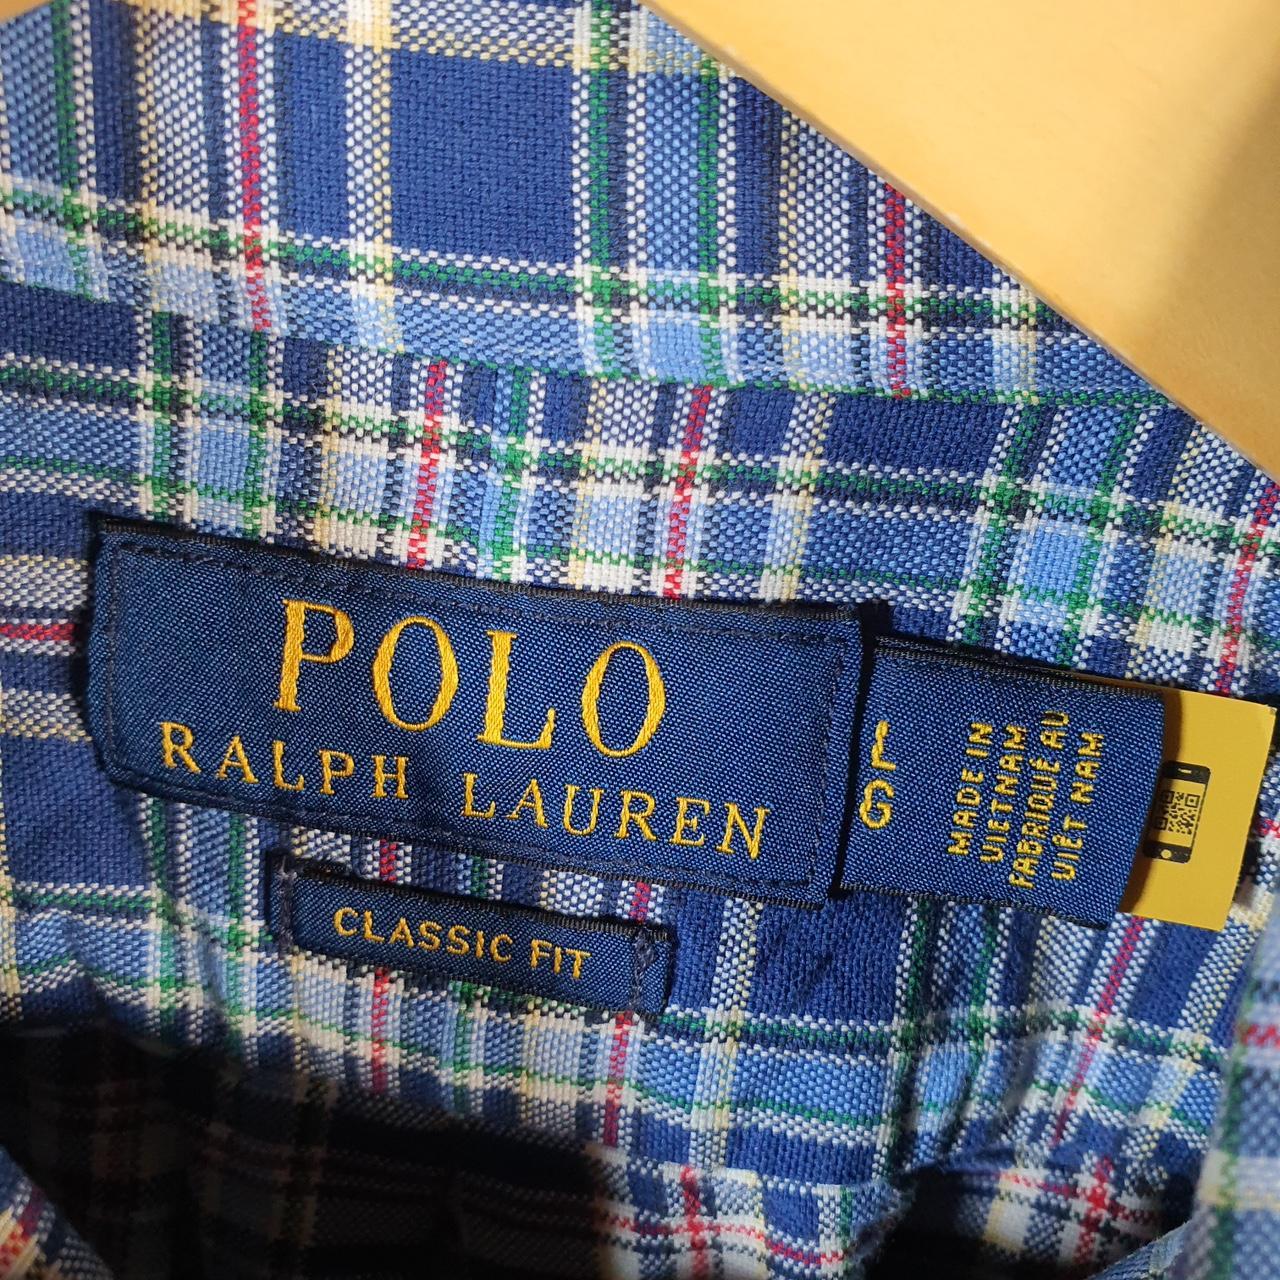 POLO
RALPH LAUREN
L
G
MADE IN
VIETNAM
FABRIQUÉ AU
VIÊT NAM
CLASSIC FIT